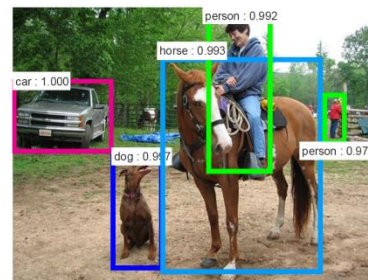 person : 0.992
horse : 0.993
car : 1.000
dog : 0.997
person : 0.97